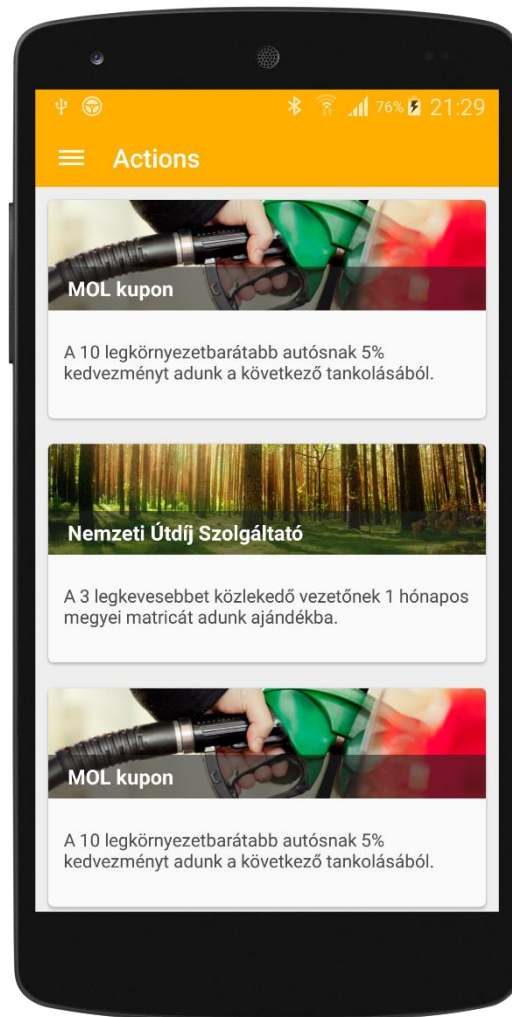 76% 21:29
Actions
MOL kupon
A 10 legkörnyezetbarátabb autósnak 5%
kedvezményt adunk a következő tankolásából.
Nemzeti Útdíj Szolgáltató
A 3 legkevesebbet közlekedő vezetőnek 1 hónapos
megyei matricát adunk ajándékba.
MOL kupon
A 10 legkörnyezetbarátabb autósnak 5%
kedvezményt adunk a következő tankolásából.